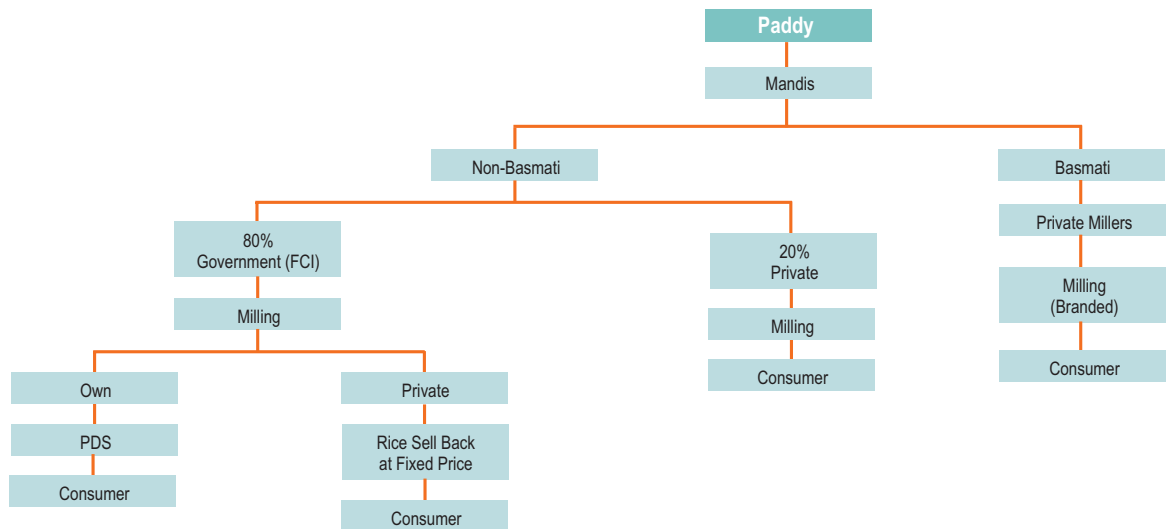 Paddy
Mandis
Non-Basmati
Basmati
80%
Government (FCI)
20%
Private
Private Millers
Milling
Milling
Milling
(Branded)
Own
Private
Consumer
Consumer
PDS
Rice Sell Back
at Fixed Price
Consumer
Consumer